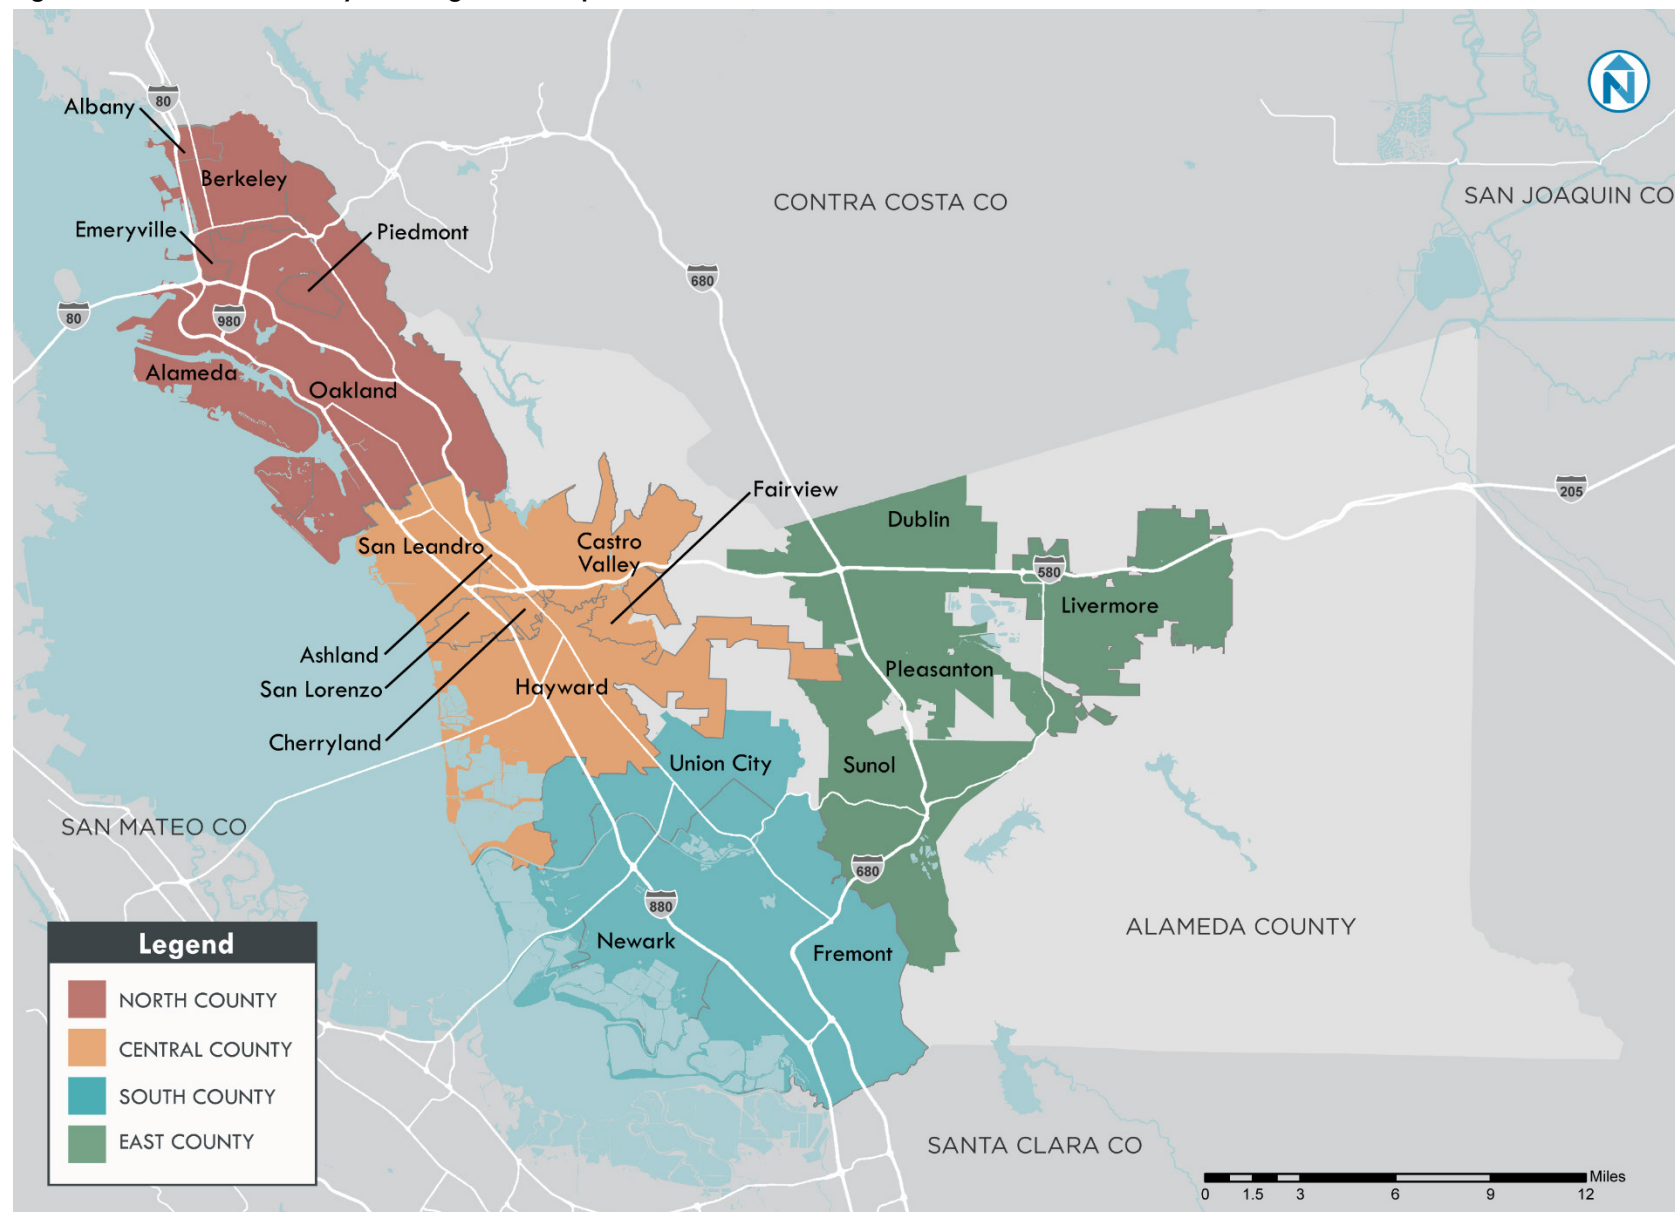 N
80
Albany
Berkeley
SAN JOAQUIN CO
CONTRA COSTA CO
Emeryville
Piedmont
680
80
980
Alameda
Oakland
Fairview
205
Dublin
San Leandro
Castro
Valley
580
Livermore
Ashland
Pleasanton
San Lorenzo
Hayward
Cherryland
Union City
Sunol
SAN MATEO CO
680
880
ALAMEDA COUNTY
Newark
Fremont
Legend
NORTH COUNTY
CENTRAL COUNTY
SOUTH COUNTY
EAST COUNTY
SANTA CLARA CO
Miles
0 1.5 3 6 9 12